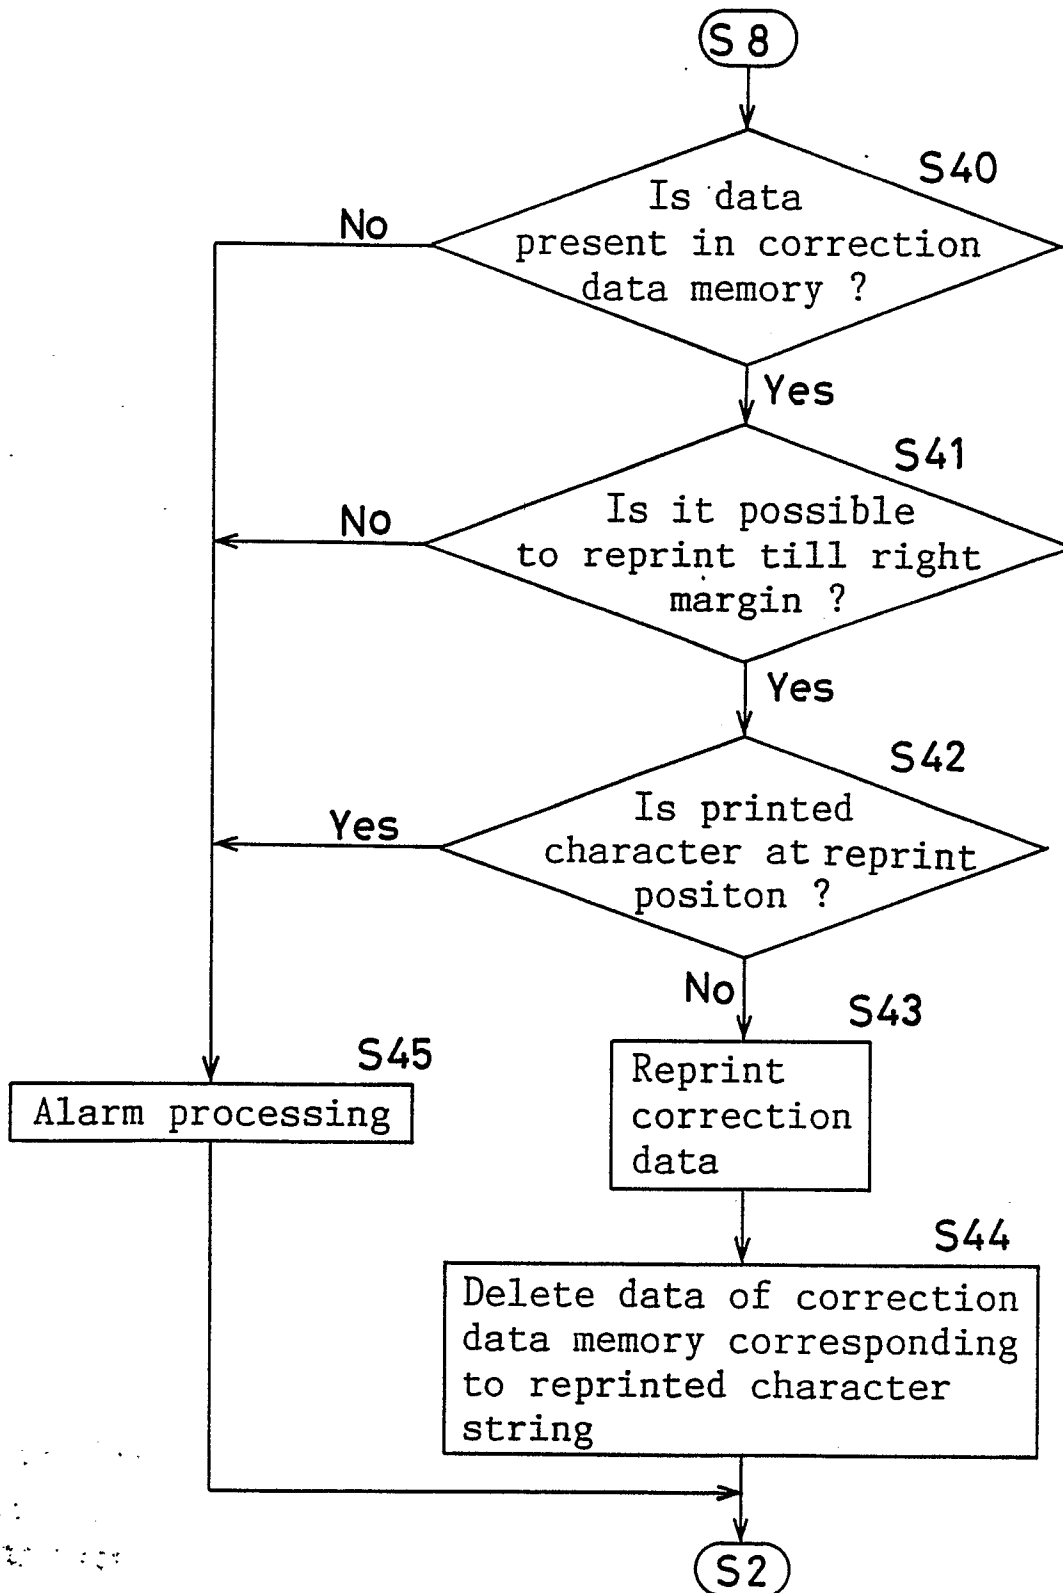 S8
S40
Is data
No
present in correction
data memory ?
Yes
S41
Is it possible
No
to reprint till right
margin ?
Yes
S42
Is printed
Yes
character at reprint
positon ?
No
S43
Reprint
correction
data
S45
Alarm processing
S44
Delete data of correction
data memory corresponding
to reprinted character
string
S2